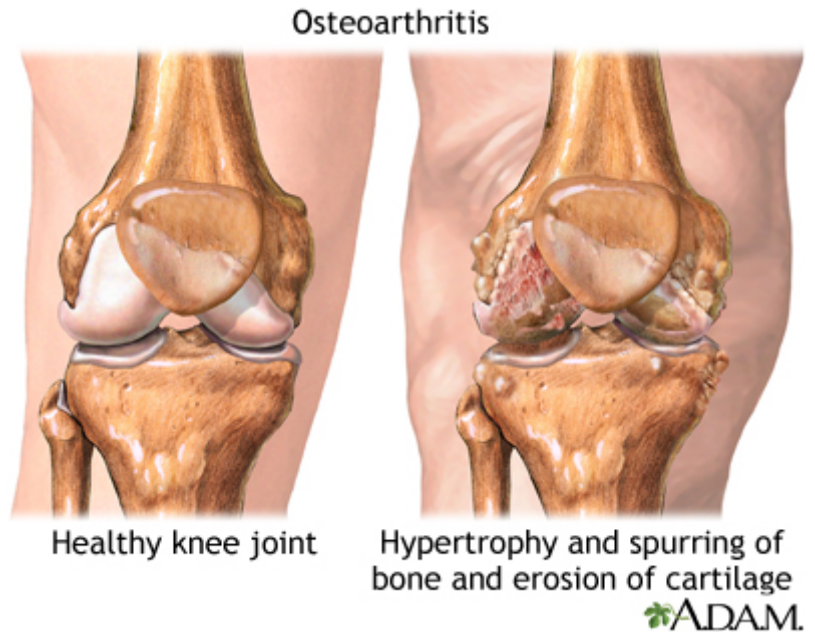 Osteoarthritis
Healthy knee joint
Hypertrophy and spurring of
bone and erosion of cartilage
A.D.A.M.